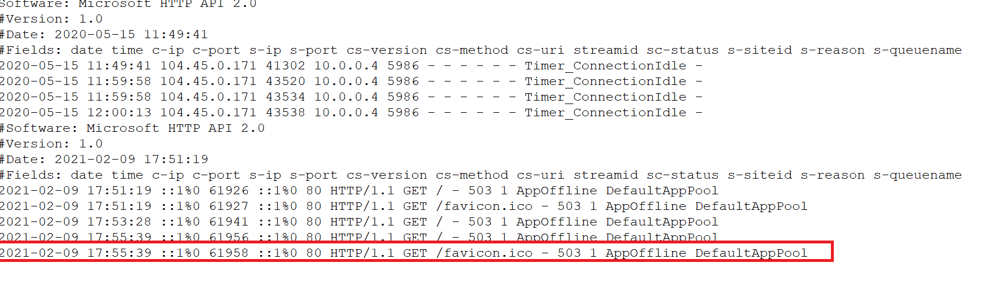 Software: Microsoft HTTP API 2.0
#Version: 1.0
#Date: 2020-05-15 11:49:41
#Fields: date time c-ip c-port s-ip s-port cs-version cs-method cs-uri streamid sc-status s-siteid s-reason s-queuename
2020-05-15 11:49:41 104.45.0.171 41302 10.0.0.4 5986 - - - - - - Timer_ConnectionIdle -
2020-05-15 11:59:58 104.45.0.171 43520 10.0.0.4 5986 - - - - - - Timer_ConnectionIdle -
2020-05-15 11:59:58 104.45.0.171 43534 10.0.0.4 5986 - - - - - - Timer_ConnectionIdle -
2020-05-15 12:00:13 104.45.0.171 43538 10.0.0.4 5986 - - - - - - Timer_ConnectionIdle -
#Software: Microsoft HTTP API 2.0
#Version: 1.0
#Date: 2021-02-09 17:51:19
#Fields: date time c-ip c-port s-ip s-port cs-version cs-method cs-uri streamid sc-status s-siteid s-reason s-queuename
2021-02-09 17:51:19 ::1%0 61926 ::1%0 80 HTTP/1.1 GET / - 503 1 AppOffline DefaultAppPool
2021-02-09 17:51:19 ::1%0 61927 ::1%0 80 HTTP/1.1 GET /favicon.ico - 503 1 AppOffline DefaultAppPool
2021-02-09 17:53:28 ::1%0 61941 ::1%0 80 HTTP/1.1 GET / - 503 1 AppOffline DefaultAppPool
2021-02-09 17:55:39 ::1%0 61956 ::1%0 80 HTTP/1.1 GET / - 503 1 AppOffline DefaultAppPool
2021-02-09 17:55:39 ::1%0 61958 ::1%0 80 HTTP/1.1 GET /favicon.ico - 503 1 AppOffline DefaultAppPool